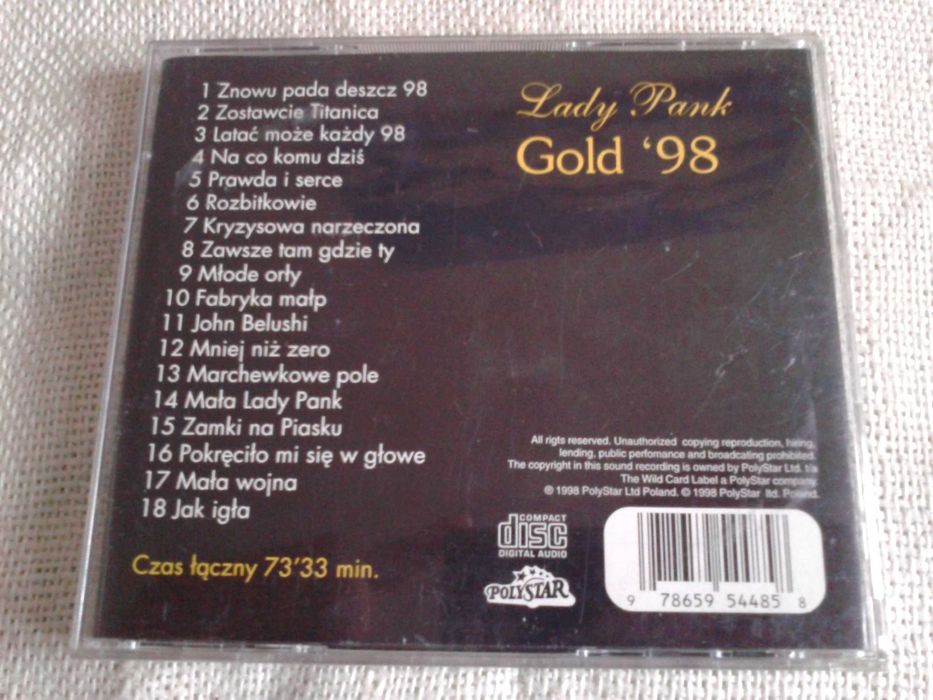 1 Znowu pada deszcz 98
2 Zostawcie Titanica
3 Latać może każdy 98
4 Na co komu dziś
5 Prawda i serce
6 Rozbitkowie
7 Kryzysowa narzeczona
8 Zawsze tam gdzie ty
9 Młode orły
10 Fabryka małp
11 John Belushi
12 Mniej niż zero
13 Marchewkowe pole
14 Mała Lady Pank
15 Zamki na Piasku
16 Pokręciło mi się w głowe
17 Mała wojna
18 Jak igła
Czas łączny 73'33 min.
Lady Pank
Gold '98
All rigts reserved. Unauthorized copying reproduction, hiring,
lending, public perfomance and broadcating prohibited.
The copyright in this sound recording is owned by PolyStar Ltd. t/a
The Wild Card Label a PolyStar company.
℗ 1998 PolyStar Ltd Poland. © 1998 PolyStar ltd. Poland.
COMPACT
disc
DIGITAL AUDIO
POLYSTAR
9 78659 54485 8